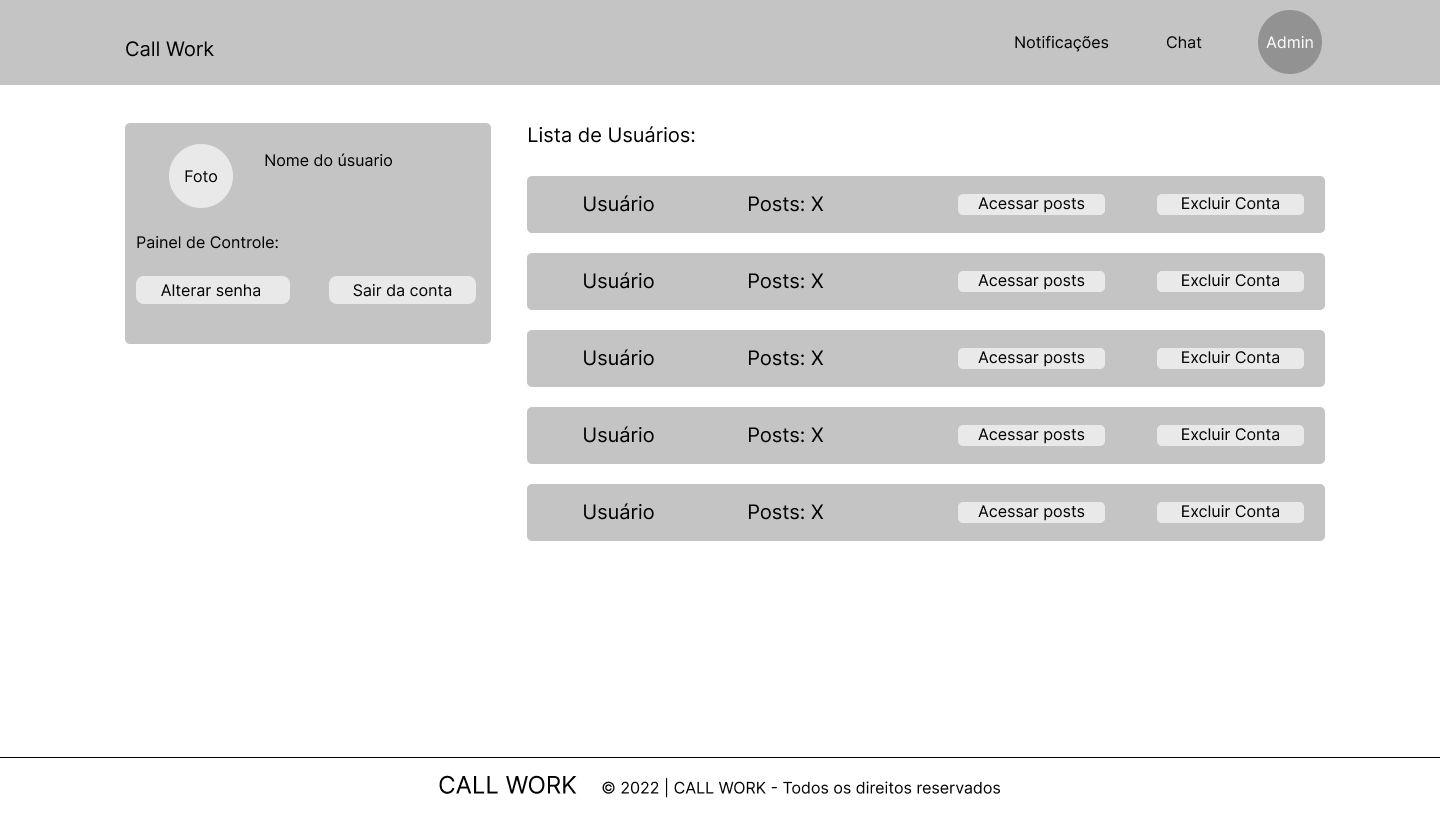 Call Work
Notificações
Chat
Admin
Foto
Nome do úsuario
Painel de Controle:
Alterar senha
Sair da conta
Lista de Usuários:
Usuário Posts: X Acessar posts Excluir Conta
Usuário Posts: X Acessar posts Excluir Conta
Usuário Posts: X Acessar posts Excluir Conta
Usuário Posts: X Acessar posts Excluir Conta
Usuário Posts: X Acessar posts Excluir Conta
CALL WORK © 2022 | CALL WORK - Todos os direitos reservados